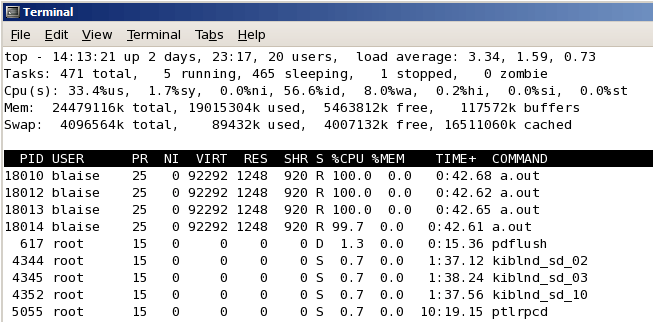 Terminal
File Edit View Terminal Tabs Help
top - 14:13:21 up 2 days, 23:17, 20 users,  load average: 3.34, 1.59, 0.73
Tasks: 471 total,   5 running, 465 sleeping,   1 stopped,   0 zombie
Cpu(s): 33.4%us,  1.7%sy,  0.0%ni, 56.6%id,  8.0%wa,  0.2%hi,  0.0%si,  0.0%st
Mem:  24479116k total, 19015304k used,  5463812k free,   117572k buffers
Swap:  4096564k total,    89432k used,  4007132k free, 16511060k cached
  PID USER      PR  NI  VIRT  RES  SHR S %CPU %MEM    TIME+  COMMAND
18010 blaise    25   0 92292 1248  920 R 100.0  0.0   0:42.68 a.out
18012 blaise    25   0 92292 1248  920 R 100.0  0.0   0:42.62 a.out
18013 blaise    25   0 92292 1248  920 R 100.0  0.0   0:42.65 a.out
18014 blaise    25   0 92292 1248  920 R 99.7  0.0   0:42.61 a.out
  617 root      15   0     0    0    0 D  1.3  0.0   0:15.36 pdflush
 4344 root      15   0     0    0    0 S  0.7  0.0   1:37.12 kiblnd_sd_02
 4345 root      15   0     0    0    0 S  0.7  0.0   1:38.24 kiblnd_sd_03
 4352 root      15   0     0    0    0 S  0.7  0.0   1:37.56 kiblnd_sd_10
 5055 root      15   0     0    0    0 S  0.7  0.0  10:19.15 ptlrpcd